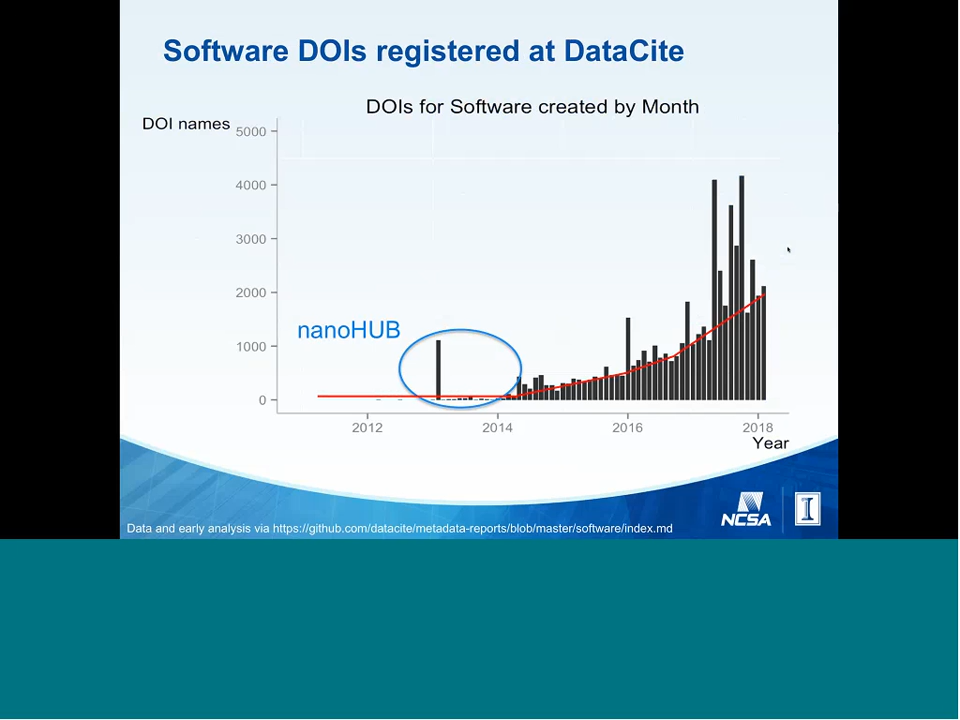 Software DOIs registered at DataCite
DOIs for Software created by Month
DOI names
5000
4000
3000
2000
1000
0
nanoHUB
2012 2014 2016 2018
Year
NCSA
I
Data and early analysis via https://github.com/datacite/metadata-reports/blob/master/software/index.md